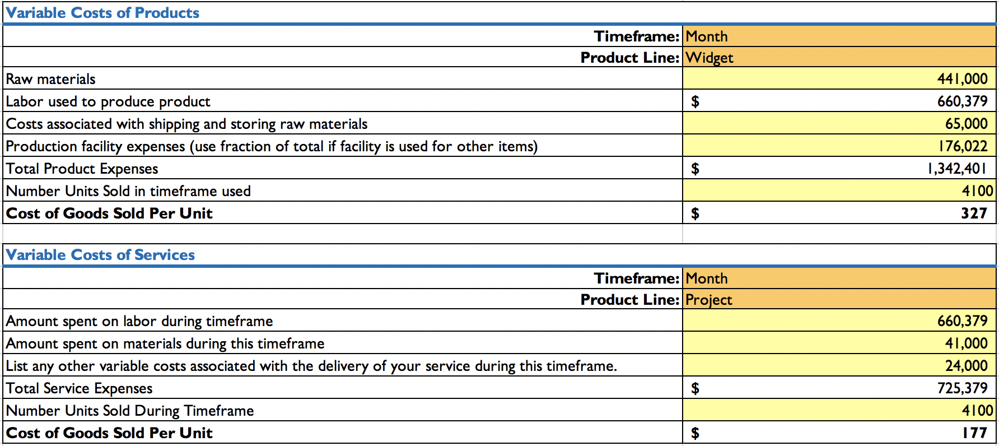 Variable Costs of Products
Timeframe: Month
Product Line: Widget
Raw materials 441,000
Labor used to produce product $ 660,379
Costs associated with shipping and storing raw materials 65,000
Production facility expenses (use fraction of total if facility is used for other items) 176,022
Total Product Expenses $ 1,342,401
Number Units Sold in timeframe used 4100
Cost of Goods Sold Per Unit $ 327
Variable Costs of Services
Timeframe: Month
Product Line: Project
Amount spent on labor during timeframe 660,379
Amount spent on materials during this timeframe 41,000
List any other variable costs associated with the delivery of your service during this timeframe. 24,000
Total Service Expenses $ 725,379
Number Units Sold During Timeframe 4100
Cost of Goods Sold Per Unit $ 177